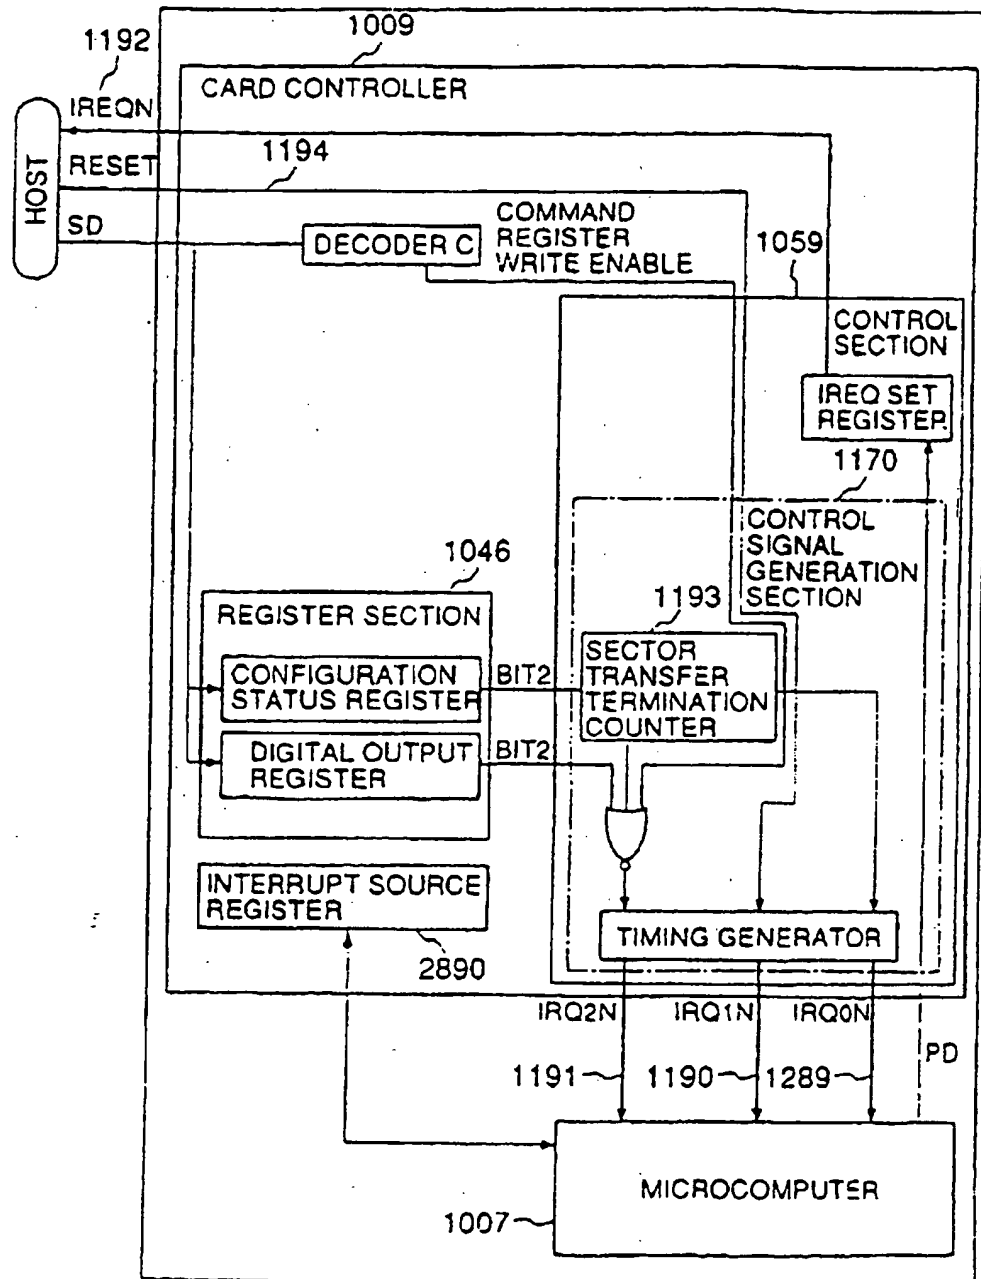 1009
1192
CARD CONTROLLER
IREQN
HOST
RESET
1194
SD
DECODER C
COMMAND
REGISTER
WRITE ENABLE
1059
CONTROL
SECTION
IREQ SET
REGISTER
1170
CONTROL
SIGNAL
GENERATION
SECTION
1046
1193
REGISTER SECTION
SECTOR
TRANSFER
TERMINATION
COUNTER
CONFIGURATION
STATUS REGISTER
BIT2
DIGITAL OUTPUT
REGISTER
BIT2
INTERRUPT SOURCE
REGISTER
TIMING GENERATOR
2890
IRQ2N
IRQ1N
IRQ0N
PD
1191
1190
1289
MICROCOMPUTER
1007